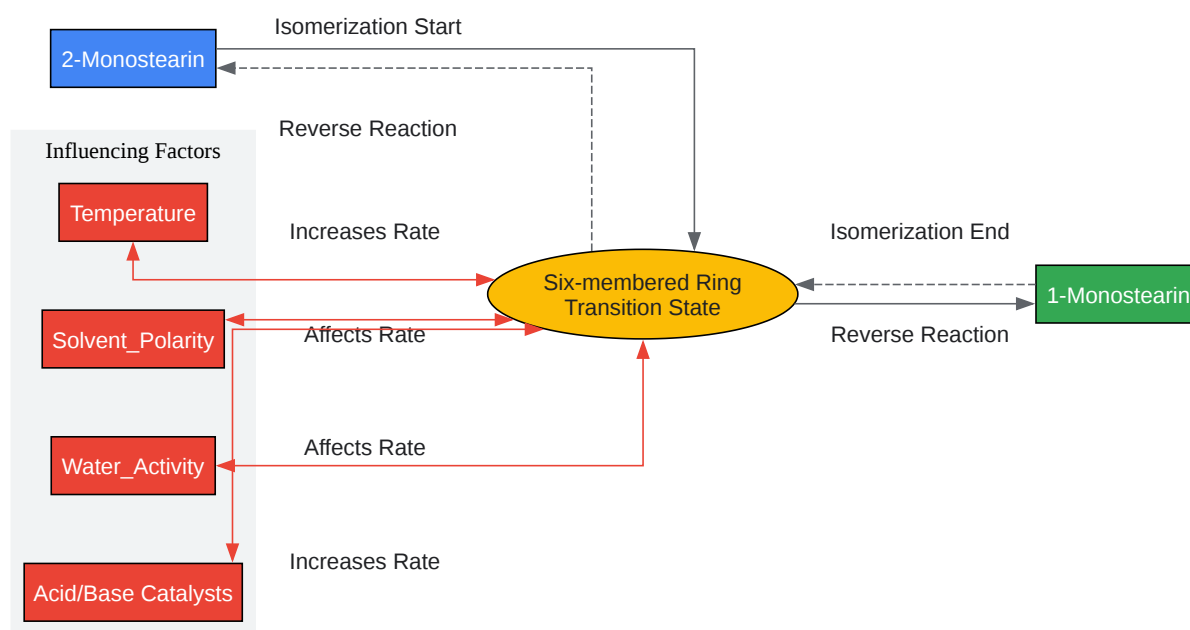 Isomerization Start
2-Monostearin
Reverse Reaction
Influencing Factors
Temperature
Increases Rate
Isomerization End
Six-membered Ring
Transition State
1-Monostearin
Solvent_Polarity
Affects Rate
Reverse Reaction
Water_Activity
Affects Rate
Increases Rate
Acid/Base Catalysts